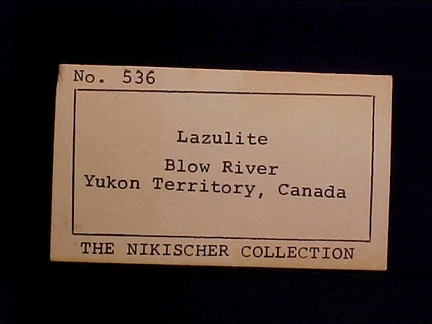 No. 536
Lazulite
Blow River
Yukon Territory, Canada
THE NIKISCHER COLLECTION